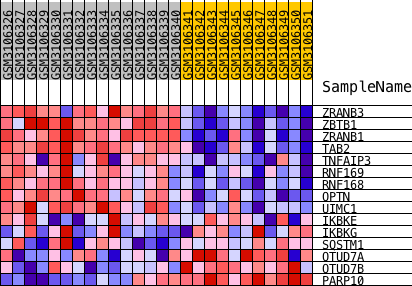 GSM3106326
GSM3106327
GSM3106328
GSM3106329
GSM3106330
GSM3106331
GSM3106332
GSM3106333
GSM3106334
GSM3106335
GSM3106336
GSM3106337
GSM3106338
GSM3106339
GSM3106340
GSM3106341
GSM3106342
GSM3106343
GSM3106344
GSM3106345
GSM3106346
GSM3106347
GSM3106348
GSM3106349
GSM3106350
GSM3106351
SampleName
ZRANB3
ZBTB1
ZRANB1
TAB2
TNFAIP3
RNF169
RNF168
OPTN
UIMC1
IKBKE
IKBKG
SQSTM1
OTUD7A
OTUD7B
PARP10